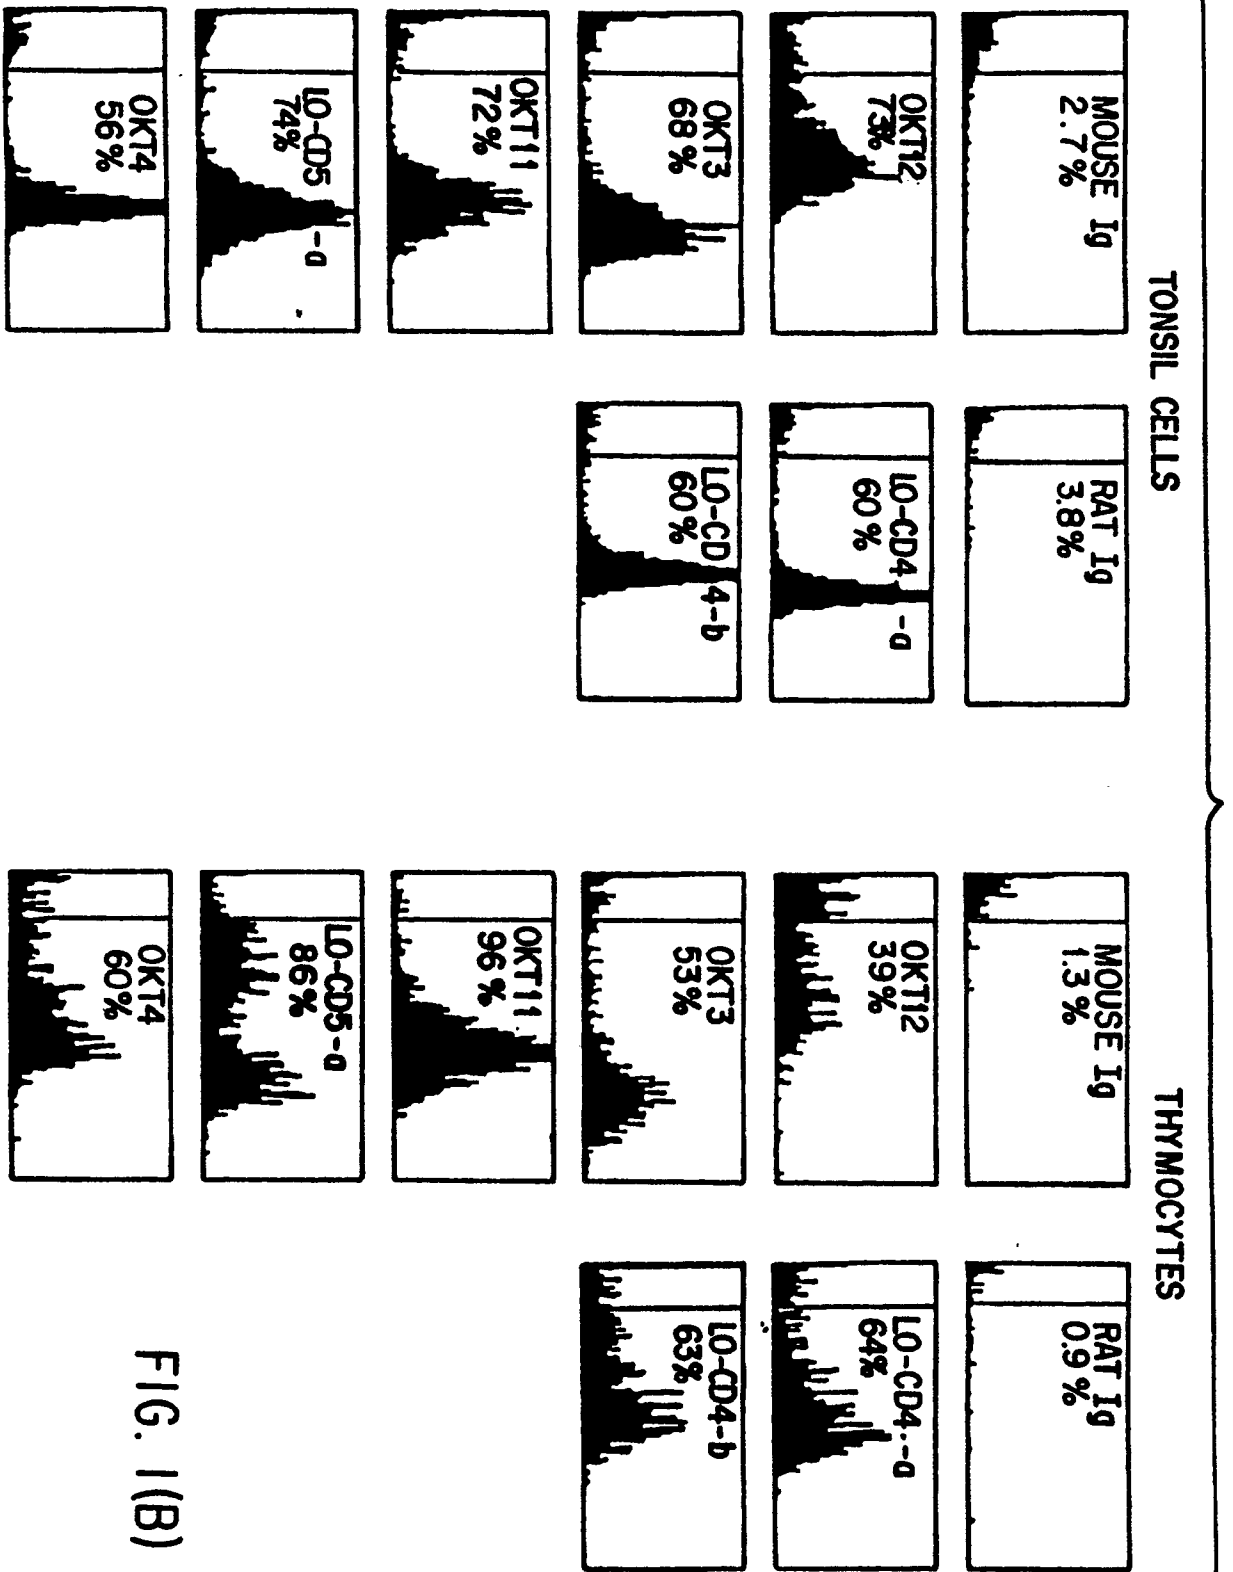 TONSIL CELLS
MOUSE Ig
2.7%
RAT Ig
3.8%
OKT12
73%
LO-CD4-a
60%
OKT3
68%
LO-CD4-b
60%
OKT11
72%
LO-CD5-a
74%
OKT4
56%
THYMOCYTES
MOUSE Ig
1.3%
RAT Ig
0.9%
OKT12
39%
LO-CD4.-a
64%
OKT3
53%
LO-CD4-b
63%
OKT11
96%
LO-CD5-a
86%
OKT4
60%
FIG. 1(B)